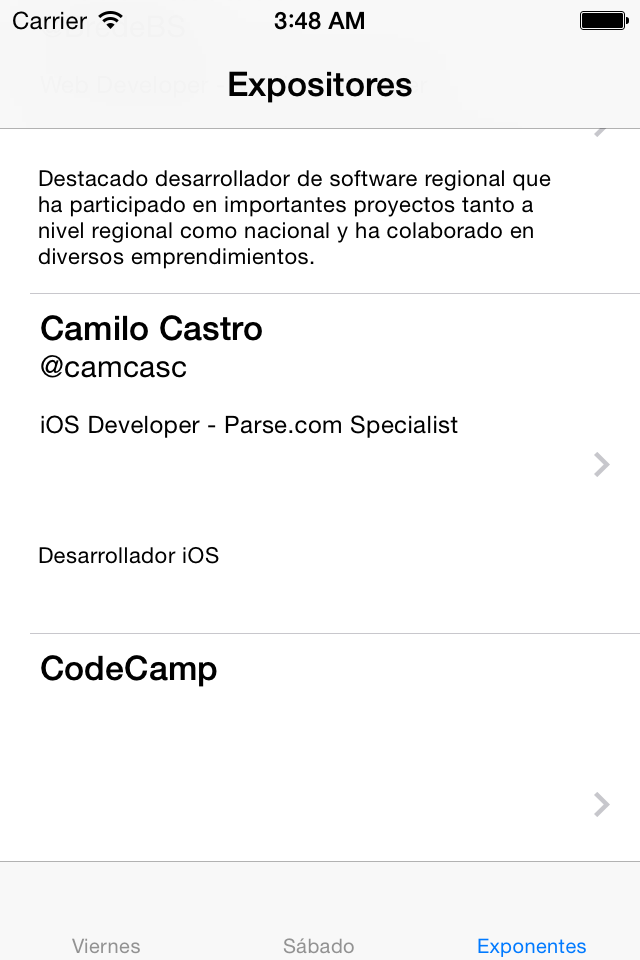 Carrier 3:48 AM
Web Developer -
Expositores
Destacado desarrollador de software regional que
ha participado en importantes proyectos tanto a
nivel regional como nacional y ha colaborado en
diversos emprendimientos.
Camilo Castro
@camcasc
iOS Developer - Parse.com Specialist
Desarrollador iOS
CodeCamp
Viernes Sábado Exponentes